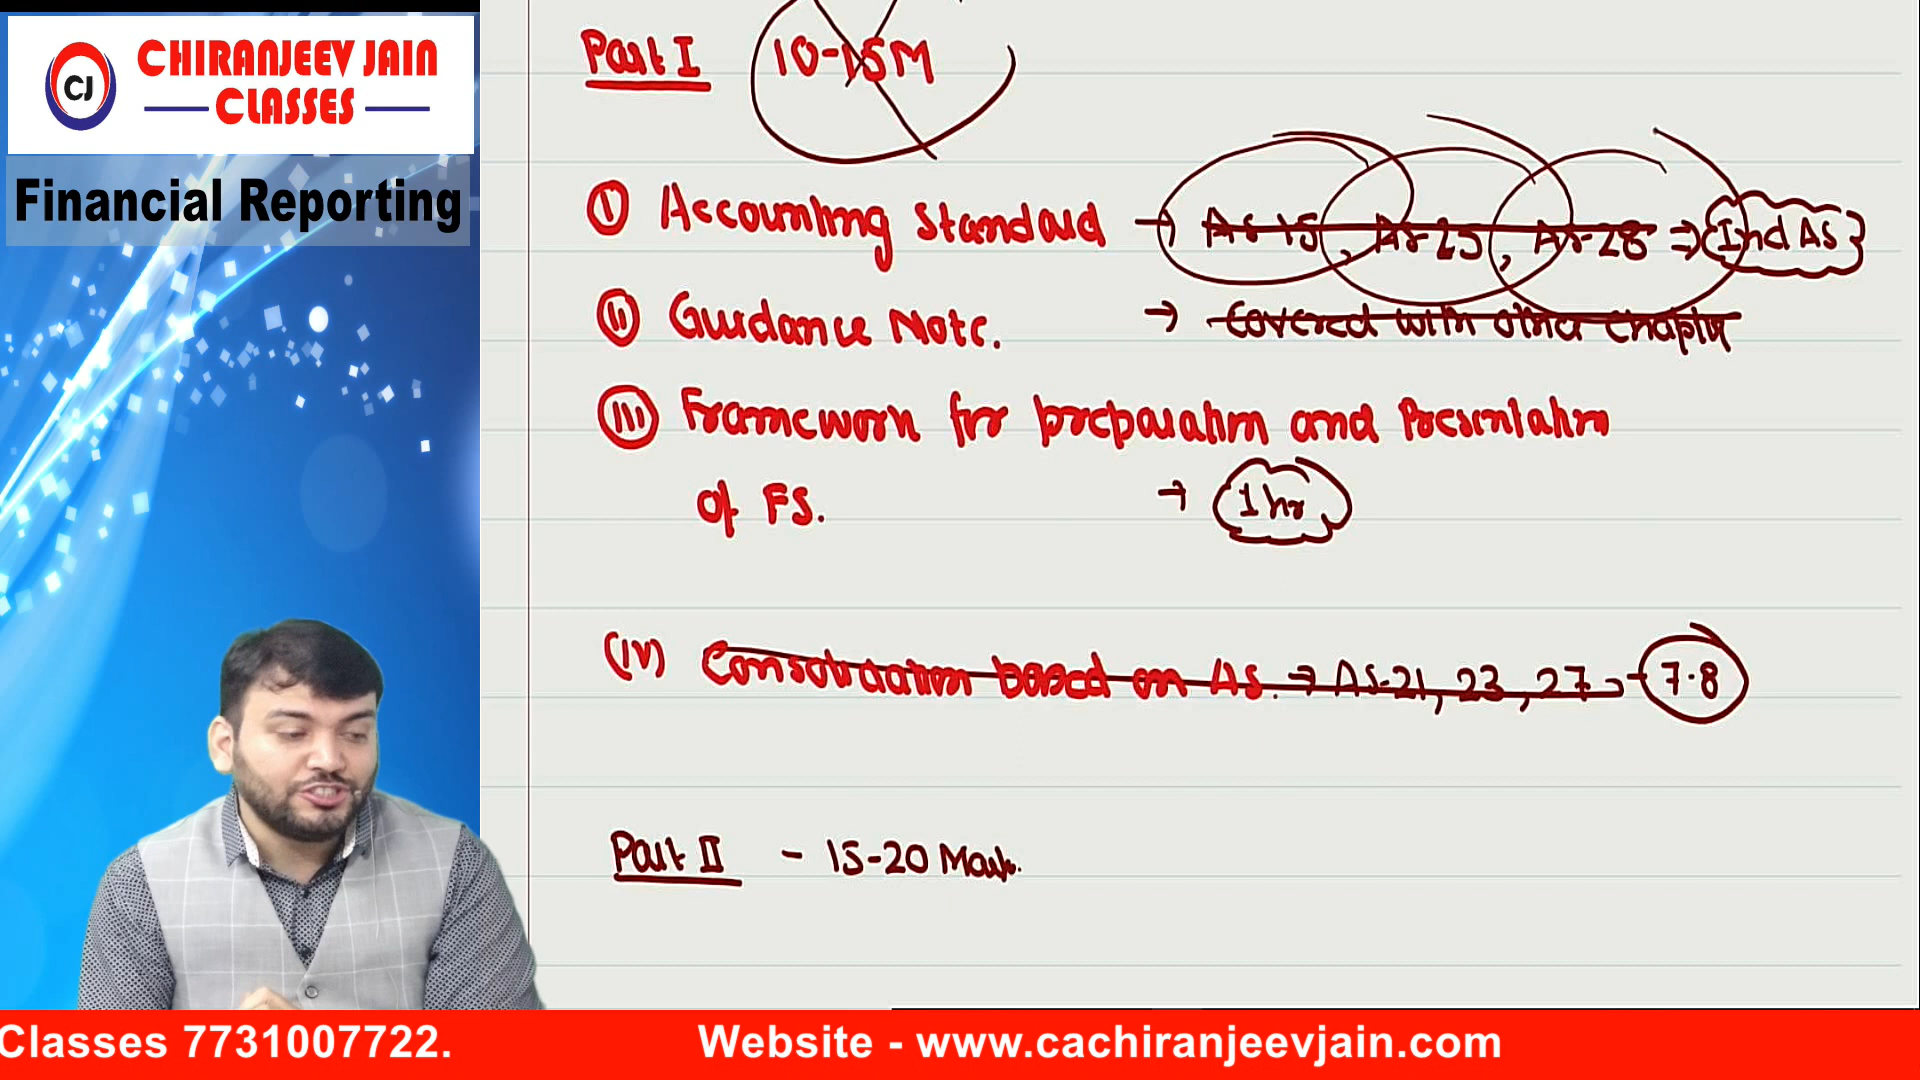 CHIRANJEEV JAIN
CJ
CLASSES
Financial Reporting
Part I 10-15M
(i) Accounting Standard → AS 15, AS-25, AS-28 ⇒ {Ind AS}
(ii) Guidance Note. → Covered with other Chapter
(iii) Framework for preparation and Presentation
of FS. → 1 hr
(iv) Consolidation based on AS. → AS-21, 23, 27, - 7.8
Part II - 15-20 Mark.
Classes 7731007722. Website - www.cachiranjeevjain.com